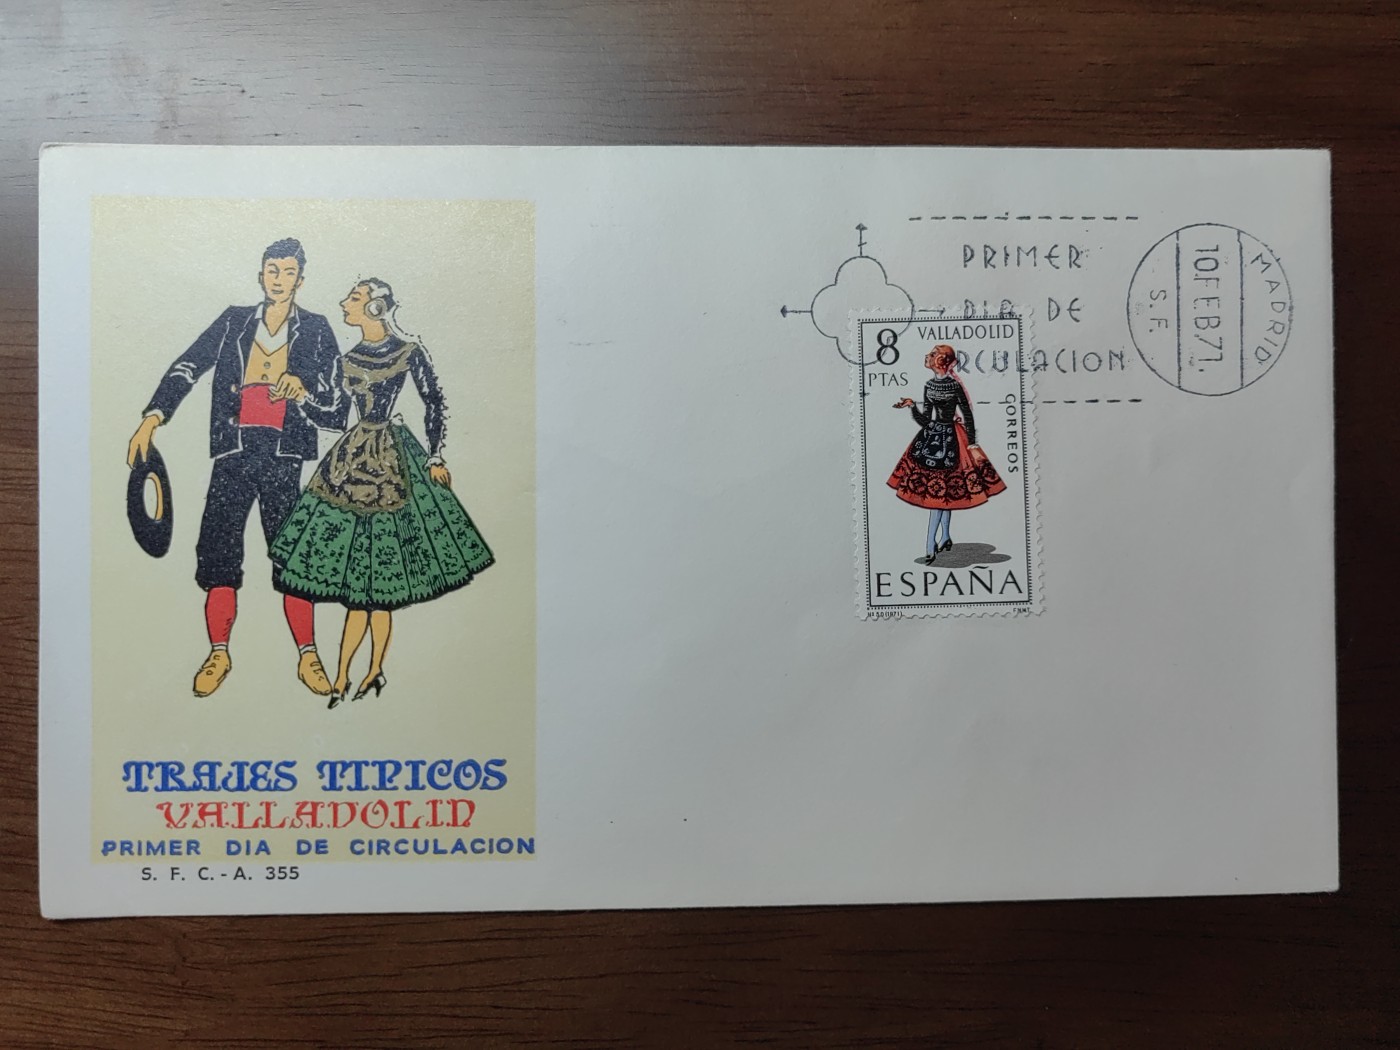 PRIMER
DIA DE
RCULACION
MADRID
10.FEB.71.
S.F.
8
PTAS
VALLADOLID
CORREOS
ESPAÑA
F.N.M.T.
TRAJES TIPICOS
VALLADOLID
PRIMER DIA DE CIRCULACION
S. F. C. - A. 355